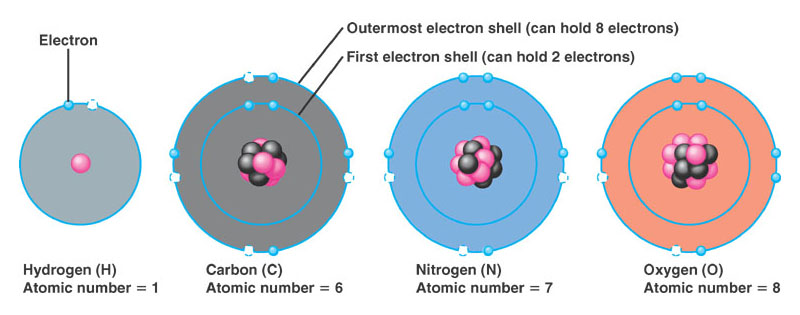 Outermost electron shell (can hold 8 electrons)
Electron
First electron shell (can hold 2 electrons)
Hydrogen (H)
Atomic number = 1
Carbon (C)
Atomic number = 6
Nitrogen (N)
Atomic number = 7
Oxygen (O)
Atomic number = 8